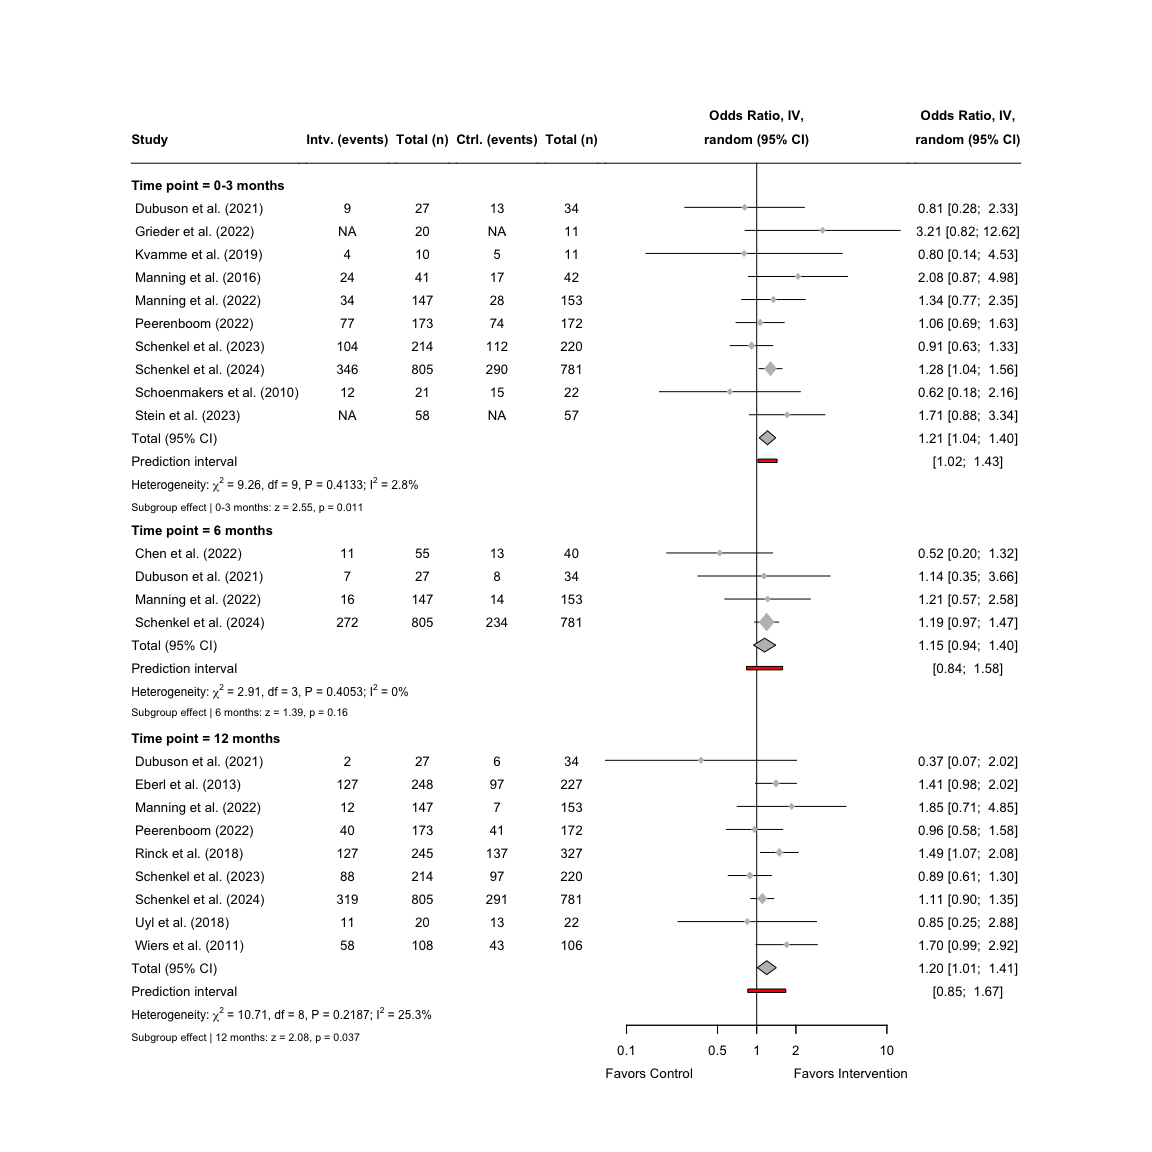 Odds Ratio, IV, Odds Ratio, IV,
Study Intv. (events) Total (n) Ctrl. (events) Total (n) random (95% CI) random (95% CI)
Time point = 0-3 months
Dubuson et al. (2021) 9 27 13 34 0.81 [0.28; 2.33]
Grieder et al. (2022) NA 20 NA 11 3.21 [0.82; 12.62]
Kvamme et al. (2019) 4 10 5 11 0.80 [0.14; 4.53]
Manning et al. (2016) 24 41 17 42 2.08 [0.87; 4.98]
Manning et al. (2022) 34 147 28 153 1.34 [0.77; 2.35]
Peerenboom (2022) 77 173 74 172 1.06 [0.69; 1.63]
Schenkel et al. (2023) 104 214 112 220 0.91 [0.63; 1.33]
Schenkel et al. (2024) 346 805 290 781 1.28 [1.04; 1.56]
Schoenmakers et al. (2010) 12 21 15 22 0.62 [0.18; 2.16]
Stein et al. (2023) NA 58 NA 57 1.71 [0.88; 3.34]
Total (95% CI) 1.21 [1.04; 1.40]
Prediction interval [1.02; 1.43]
Heterogeneity: χ² = 9.26, df = 9, P = 0.4133; I² = 2.8%
Subgroup effect | 0-3 months: z = 2.55, p = 0.011
Time point = 6 months
Chen et al. (2022) 11 55 13 40 0.52 [0.20; 1.32]
Dubuson et al. (2021) 7 27 8 34 1.14 [0.35; 3.66]
Manning et al. (2022) 16 147 14 153 1.21 [0.57; 2.58]
Schenkel et al. (2024) 272 805 234 781 1.19 [0.97; 1.47]
Total (95% CI) 1.15 [0.94; 1.40]
Prediction interval [0.84; 1.58]
Heterogeneity: χ² = 2.91, df = 3, P = 0.4053; I² = 0%
Subgroup effect | 6 months: z = 1.39, p = 0.16
Time point = 12 months
Dubuson et al. (2021) 2 27 6 34 0.37 [0.07; 2.02]
Eberl et al. (2013) 127 248 97 227 1.41 [0.98; 2.02]
Manning et al. (2022) 12 147 7 153 1.85 [0.71; 4.85]
Peerenboom (2022) 40 173 41 172 0.96 [0.58; 1.58]
Rinck et al. (2018) 127 245 137 327 1.49 [1.07; 2.08]
Schenkel et al. (2023) 88 214 97 220 0.89 [0.61; 1.30]
Schenkel et al. (2024) 319 805 291 781 1.11 [0.90; 1.35]
Uyl et al. (2018) 11 20 13 22 0.85 [0.25; 2.88]
Wiers et al. (2011) 58 108 43 106 1.70 [0.99; 2.92]
Total (95% CI) 1.20 [1.01; 1.41]
Prediction interval [0.85; 1.67]
Heterogeneity: χ² = 10.71, df = 8, P = 0.2187; I² = 25.3%
Subgroup effect | 12 months: z = 2.08, p = 0.037
0.1 0.5 1 2 10
Favors Control Favors Intervention